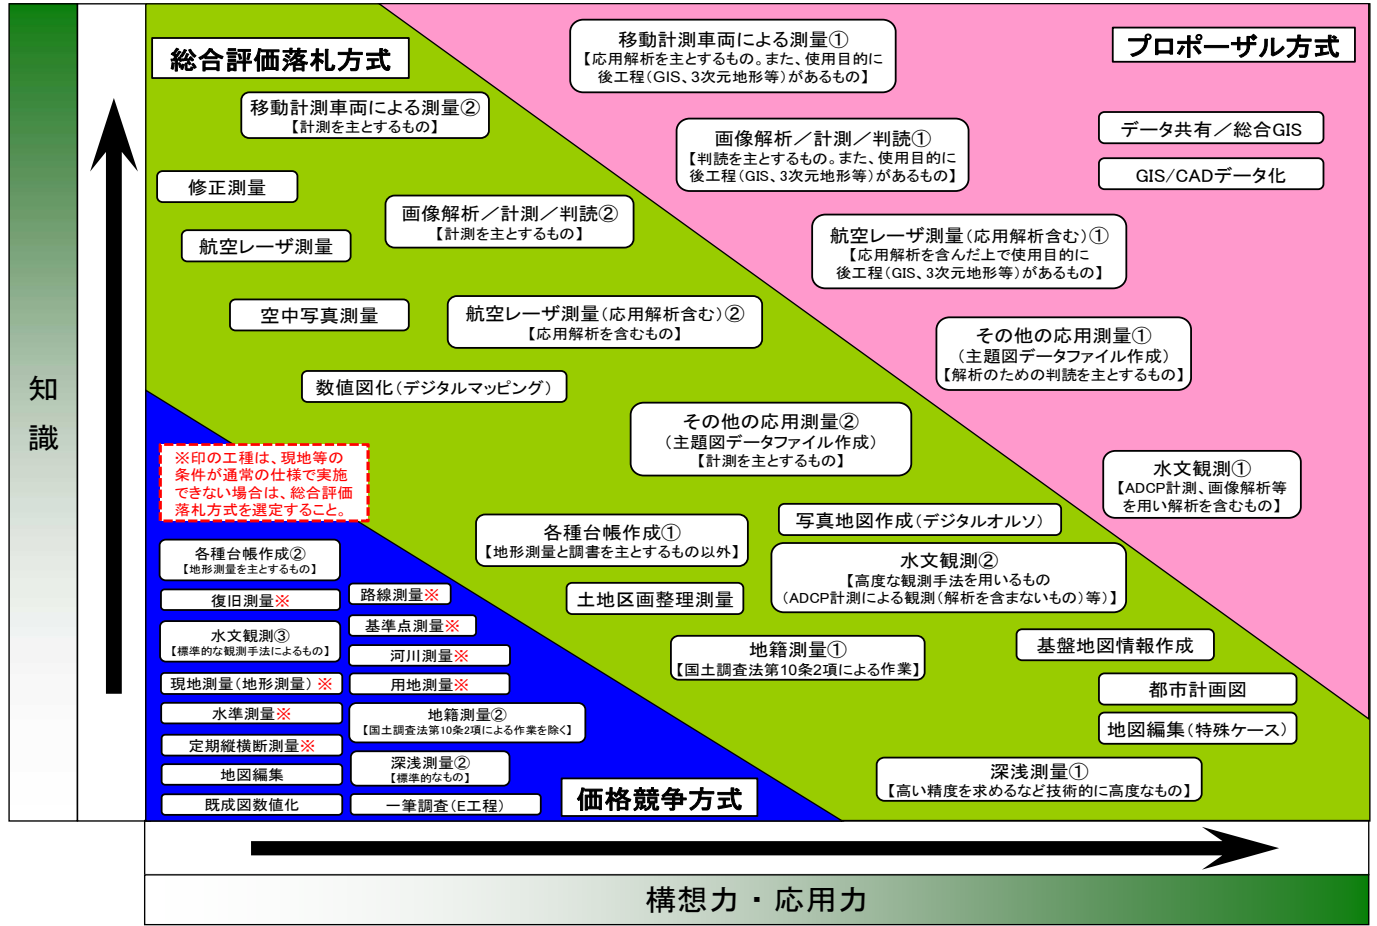 総合評価落札方式
プロポーザル方式
移動計測車両による測量①
【応用解析を主とするもの。また、使用目的に
後工程(GIS、3次元地形等)があるもの】
移動計測車両による測量②
【計測を主とするもの】
データ共有／総合GIS
画像解析／計測／判読①
【判読を主とするもの。また、使用目的に
後工程(GIS、3次元地形等)があるもの】
GIS/CADデータ化
修正測量
画像解析／計測／判読②
【計測を主とするもの】
航空レーザ測量
航空レーザ測量(応用解析含む)①
【応用解析を含んだ上で使用目的に
後工程(GIS、3次元地形等)があるもの】
空中写真測量
航空レーザ測量(応用解析含む)②
【応用解析を含むもの】
その他の応用測量①
(主題図データファイル作成)
【解析のための判読を主とするもの】
数値図化(デジタルマッピング)
その他の応用測量②
(主題図データファイル作成)
【計測を主とするもの】
知
識
※印の工種は、現地等の
条件が通常の仕様で実施
できない場合は、総合評価
落札方式を選定すること。
水文観測①
【ADCP計測、画像解析等
を用い解析を含むもの】
各種台帳作成①
【地形測量と調書を主とするもの以外】
写真地図作成(デジタルオルソ)
水文観測②
【高度な観測手法を用いるもの
(ADCP計測による観測(解析を含まないもの)等)】
土地区画整理測量
地籍測量①
【国土調査法第10条2項による作業】
基盤地図情報作成
都市計画図
地図編集(特殊ケース)
深浅測量①
【高い精度を求めるなど技術的に高度なもの】
各種台帳作成②
【地形測量を主とするもの】
復旧測量※
水文観測③
【標準的な観測手法によるもの】
現地測量(地形測量)※
水準測量※
定期縦横断測量※
地図編集
既成図数値化
路線測量※
基準点測量※
河川測量※
用地測量※
地籍測量②
【国土調査法第10条2項による作業を除く】
深浅測量②
【標準的なもの】
一筆調査(E工程)
価格競争方式
構想力・応用力